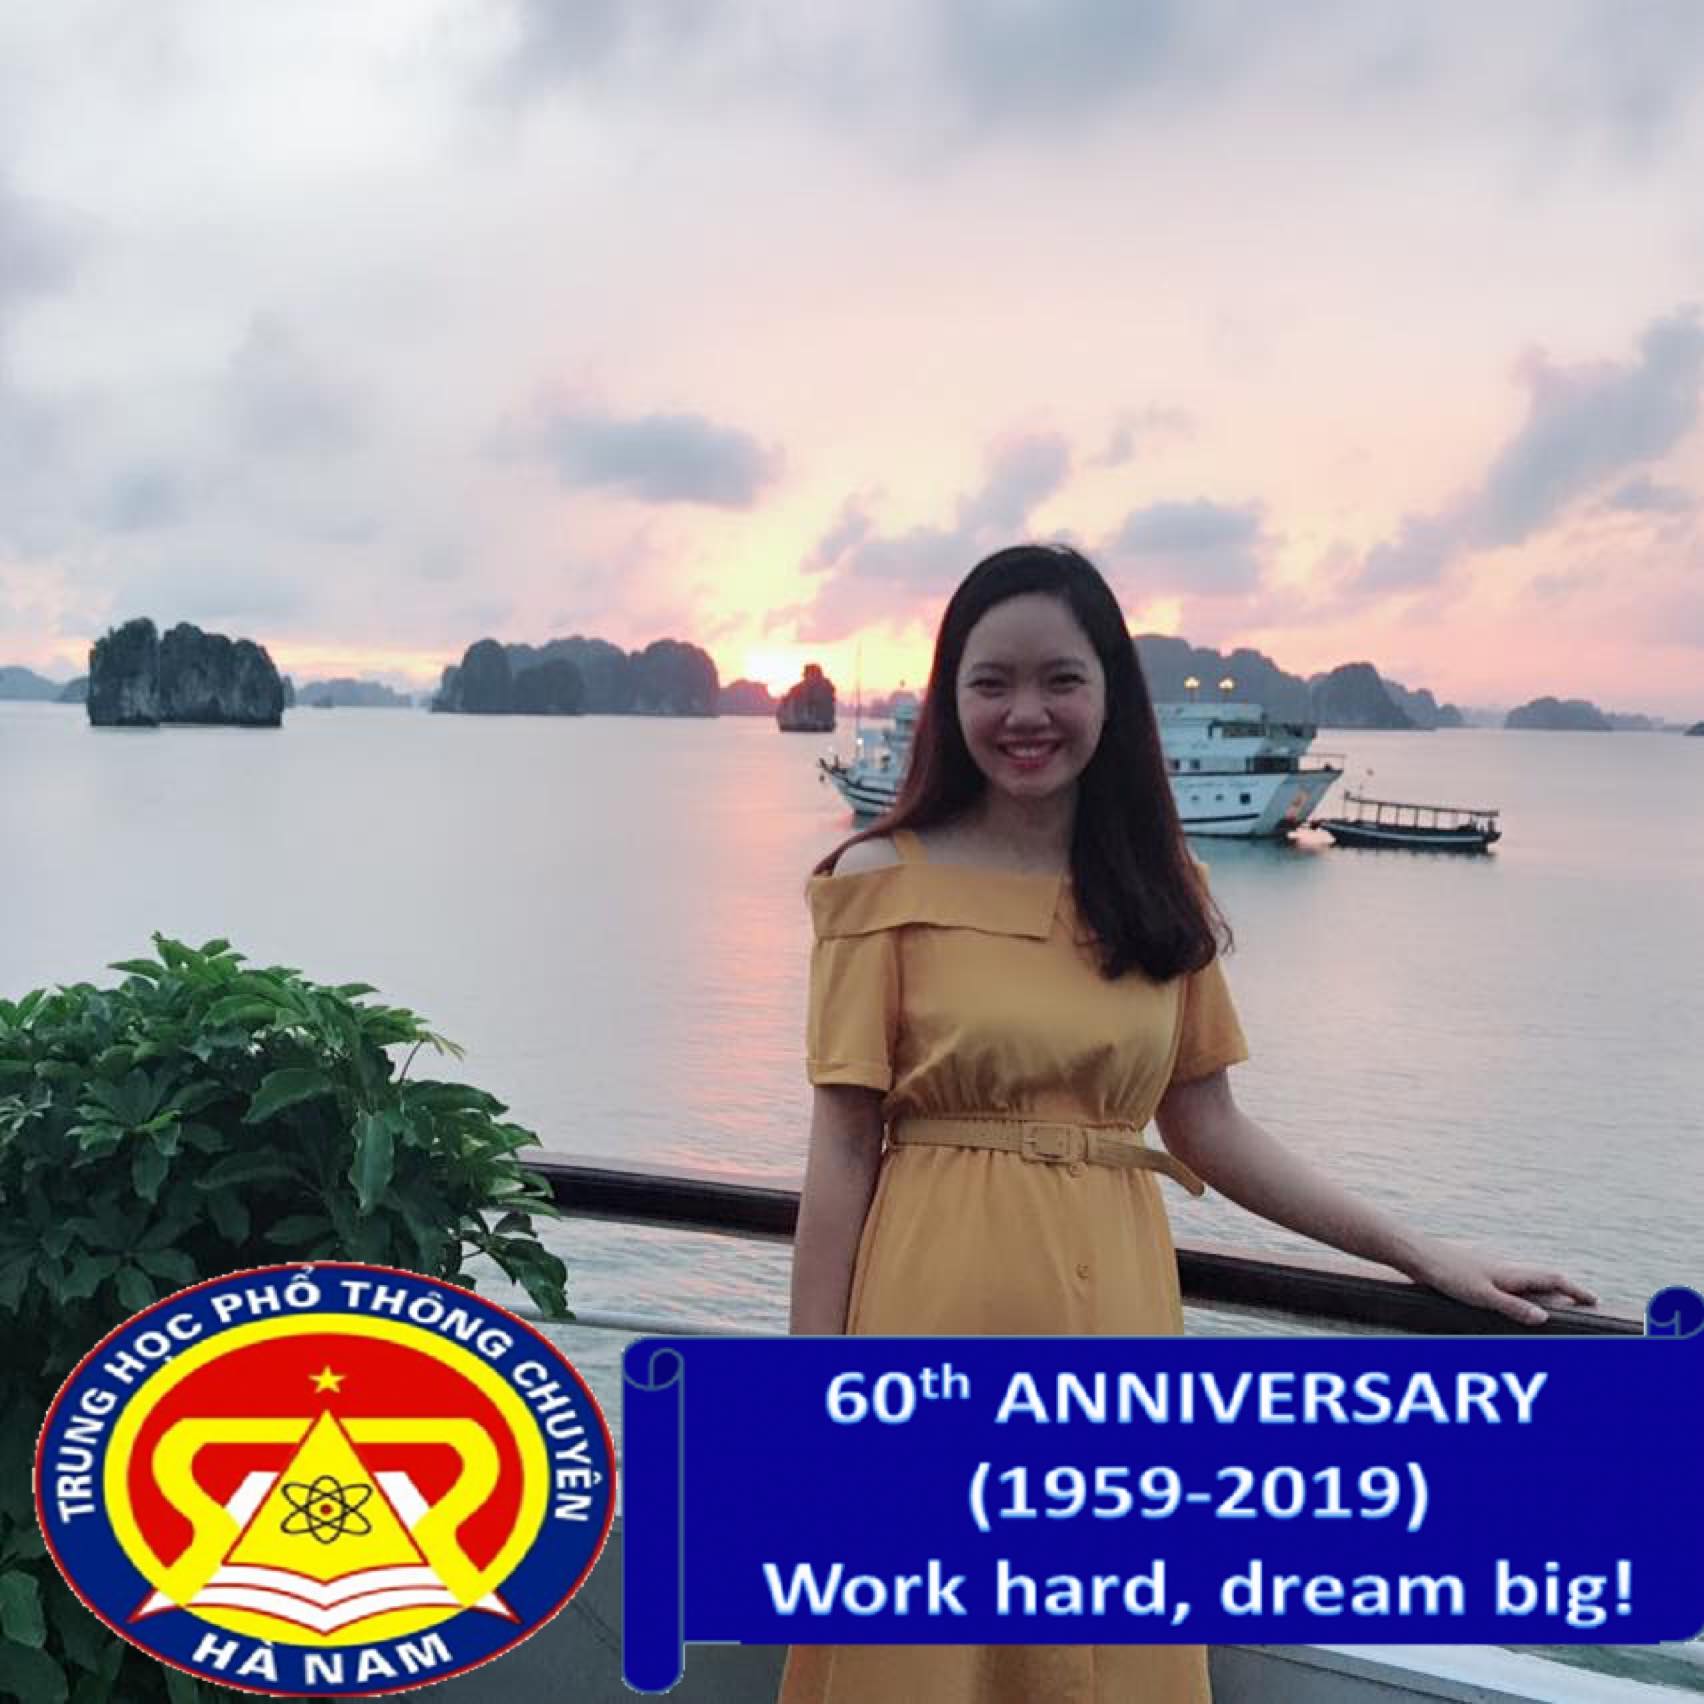 TRUNG HỌC PHỔ THÔNG CHUYÊN
HÀ NAM
60th ANNIVERSARY
(1959-2019)
Work hard, dream big!